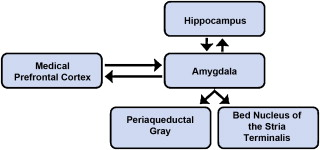 Hippocampus
Medical
Prefrontal Cortex
Amygdala
Periaqueductal
Gray
Bed Nucleus of
the Stria
Terminalis